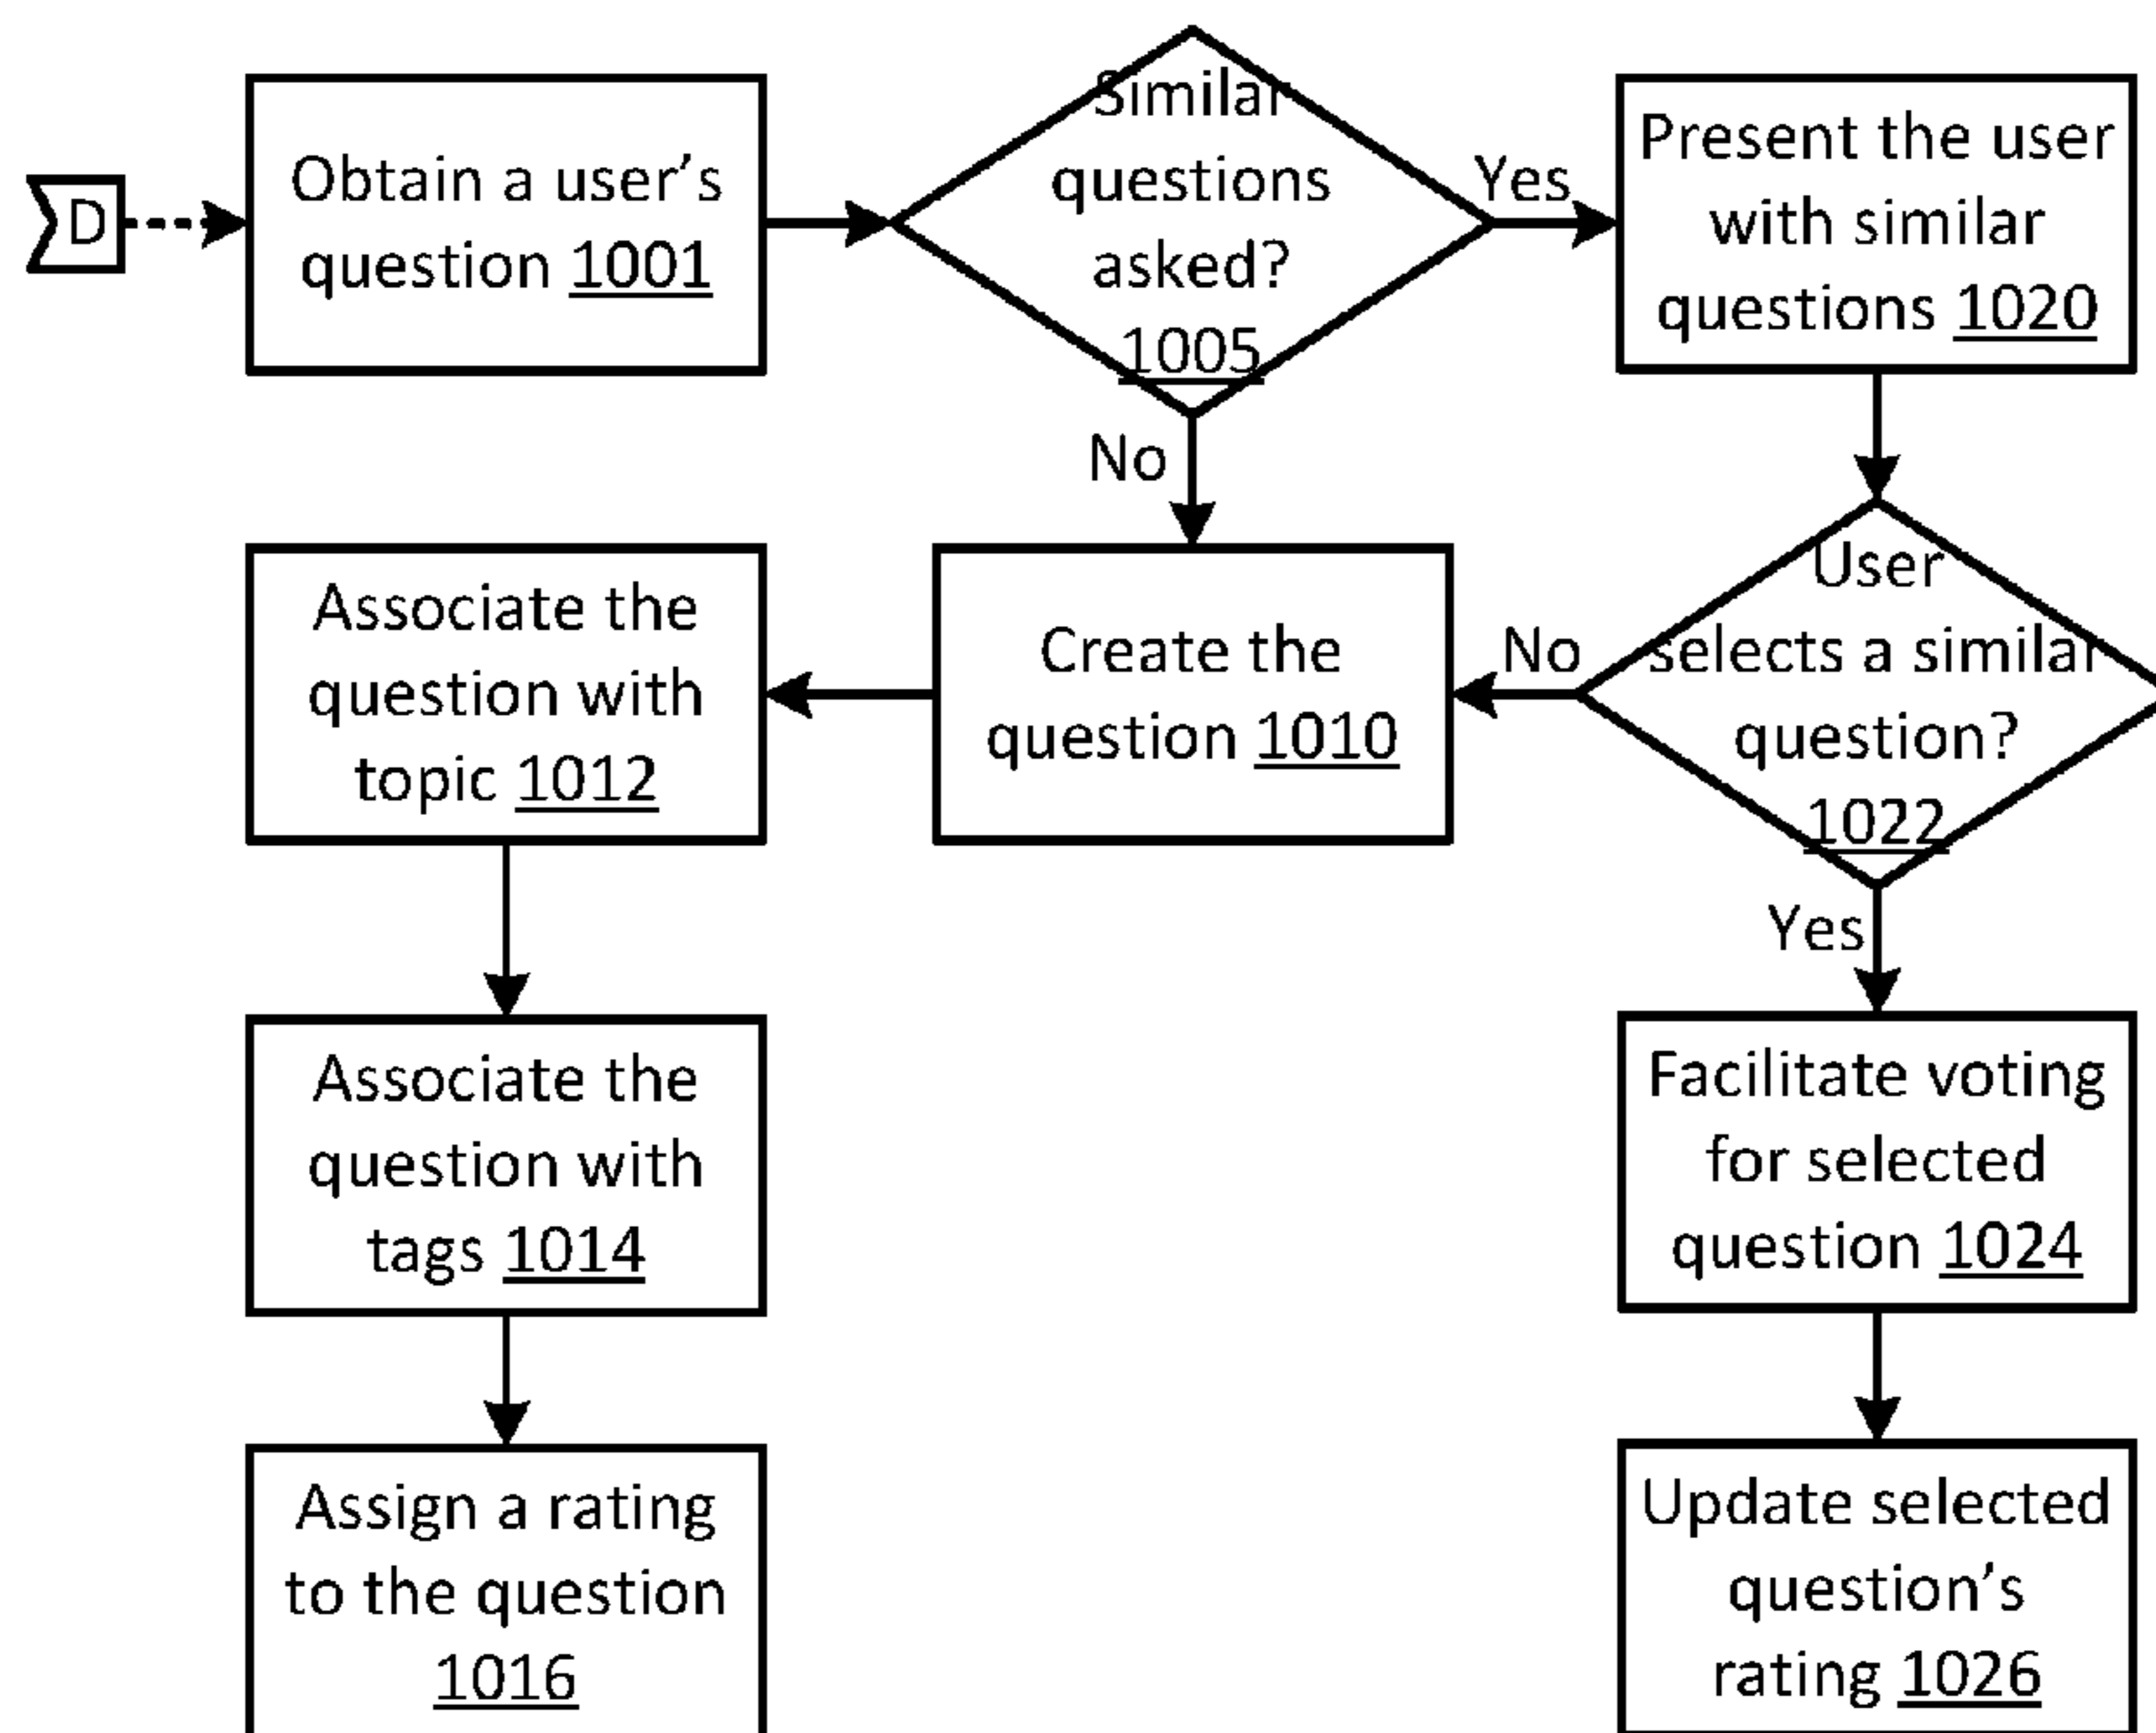 D
Obtain a user’s
question 1001
Similar
questions
asked?
1005
Yes
Present the user
with similar
questions 1020
No
Associate the
question with
topic 1012
Create the
question 1010
No
User
selects a similar
question?
1022
Yes
Associate the
question with
tags 1014
Facilitate voting
for selected
question 1024
Assign a rating
to the question
1016
Update selected
question’s
rating 1026